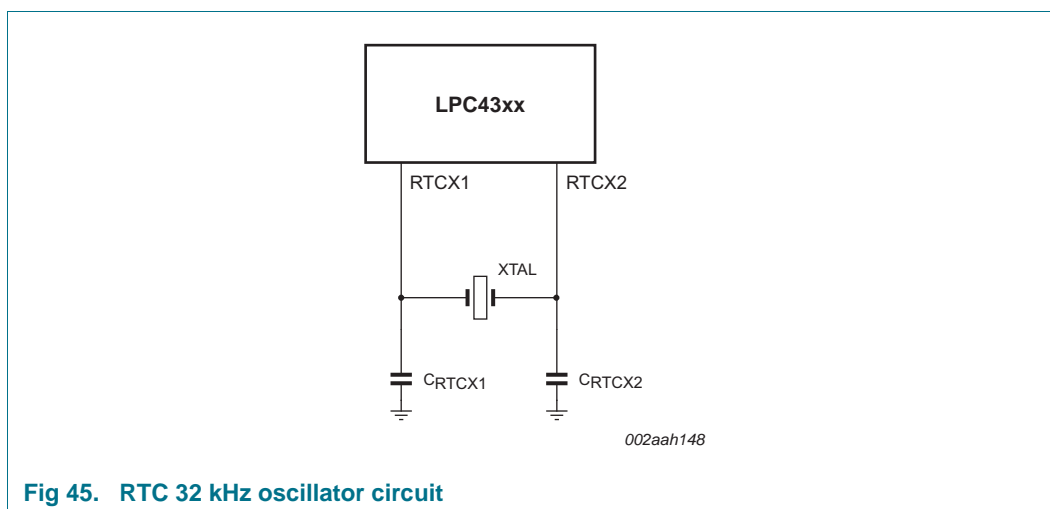 LPC43xx
RTCX1
RTCX2
XTAL
CRTCX1
CRTCX2
002aah148
Fig 45. RTC 32 kHz oscillator circuit